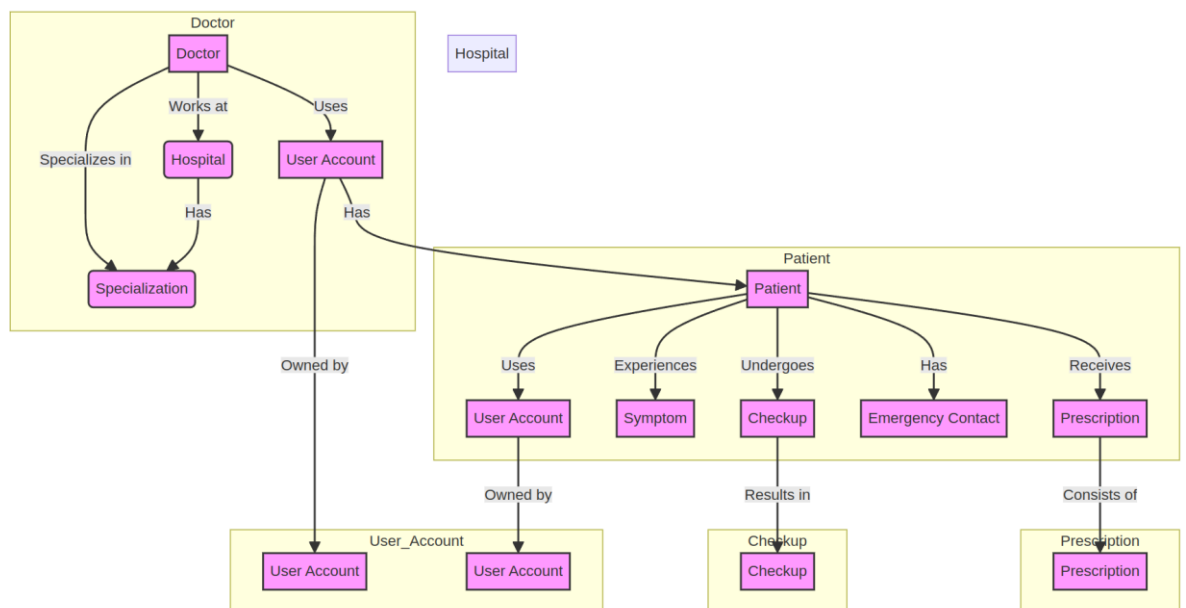 Doctor
Doctor
Hospital
Works at
Uses
Specializes in
Hospital
User Account
Has
Has
Patient
Specialization
Patient
Owned by
Uses
Experiences
Undergoes
Has
Receives
User Account
Symptom
Checkup
Emergency Contact
Prescription
Owned by
Results in
Consists of
User_Account
Checkup
Prescription
User Account
User Account
Checkup
Prescription